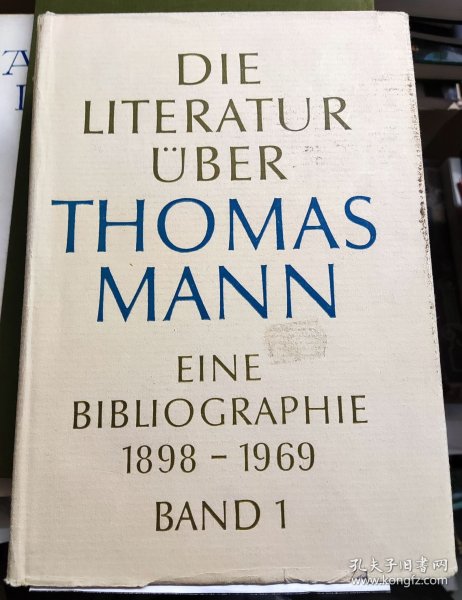 DIE
LITERATUR
ÜBER
THOMAS
MANN
EINE
BIBLIOGRAPHIE
1898 – 1969
BAND 1
孔夫子旧书网
www.kongfz.com